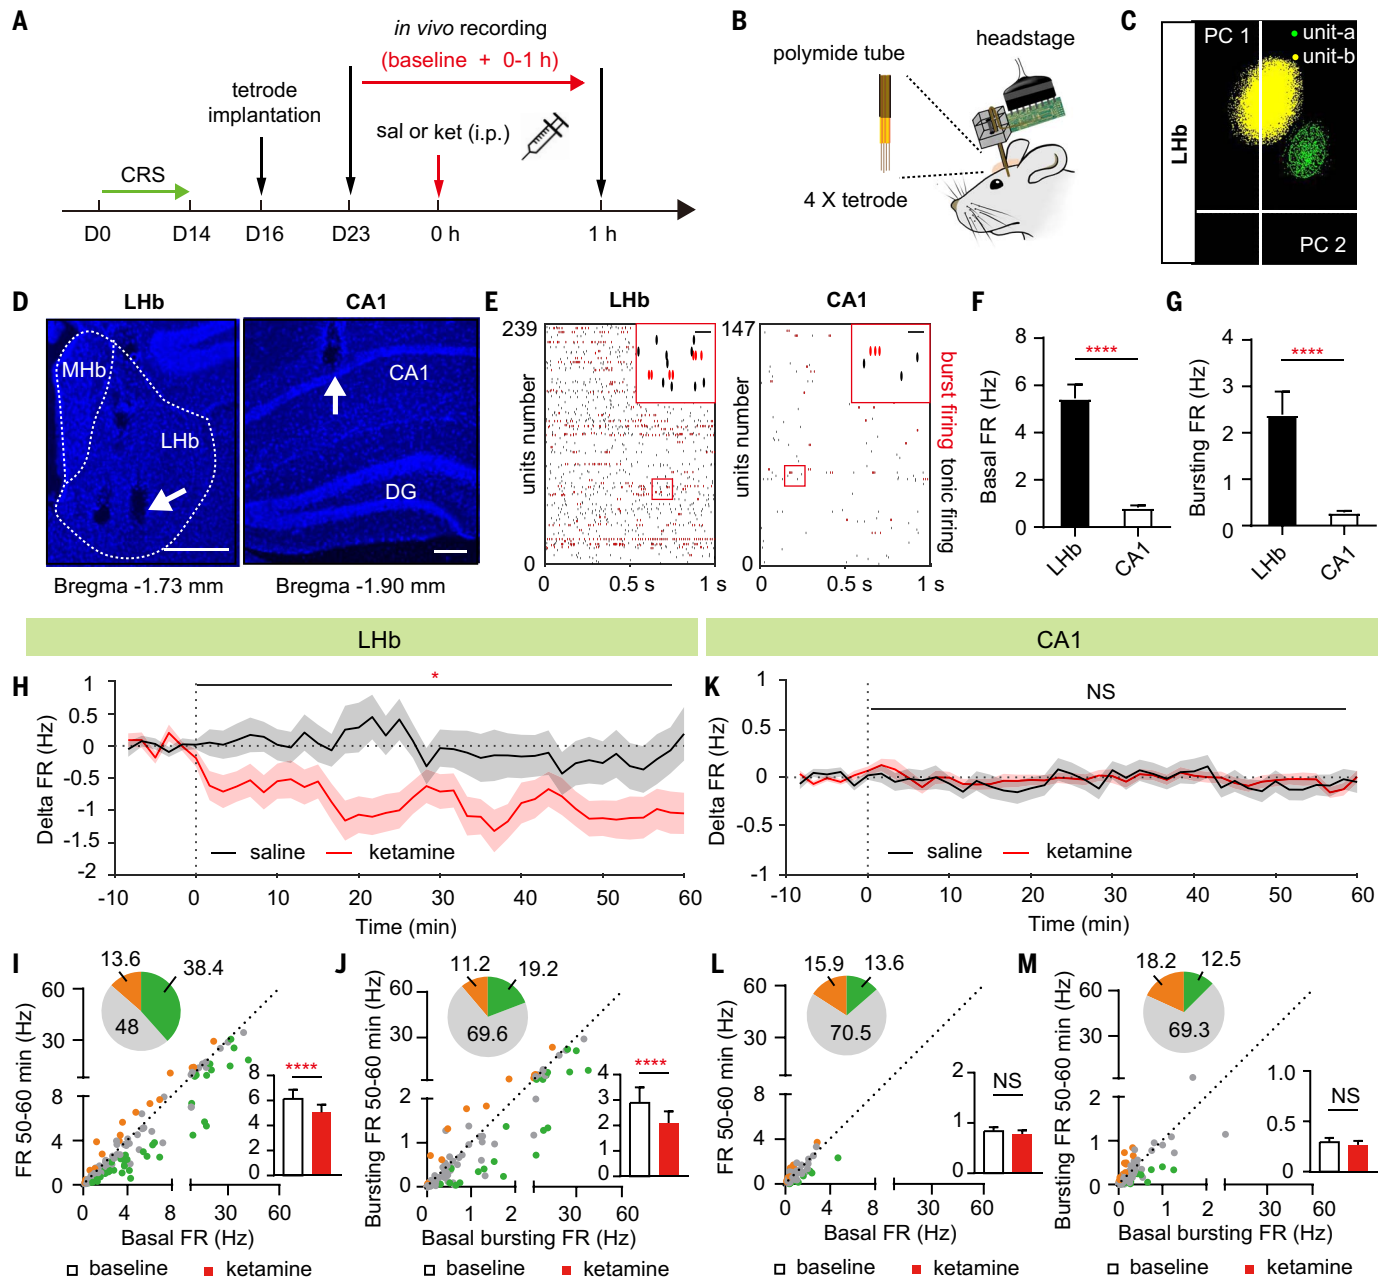 A
in vivo recording
(baseline + 0-1 h)
tetrode
implantation
sal or ket (i.p.)
CRS
D0
D14
D16
D23
0 h
1 h
B
headstage
polymide tube
4 X tetrode
C
LHb
PC 1
unit-a
unit-b
PC 2
D
LHb
CA1
MHb
LHb
CA1
DG
Bregma -1.73 mm
Bregma -1.90 mm
E
LHb
CA1
239
units number
0
0
0.5 s
1 s
147
units number
0
0
0.5 s
1 s
burst firing
tonic firing
F
Basal FR (Hz)
8
6
4
2
0
****
LHb
CA1
G
Bursting FR (Hz)
4
3
2
1
0
****
LHb
CA1
LHb
CA1
H
Delta FR (Hz)
1
0.5
0
-0.5
-1
-1.5
-2
*
saline
ketamine
-10
0
10
20
30
40
50
60
Time (min)
K
Delta FR (Hz)
1
0.5
0
-0.5
-1
NS
saline
ketamine
-10
0
10
20
30
40
50
60
Time (min)
I
13.6
38.4
48
FR 50-60 min (Hz)
60
30
8
4
0
0
4
8
30
60
Basal FR (Hz)
****
8
6
4
2
0
baseline
ketamine
J
11.2
19.2
69.6
Bursting FR 50-60 min (Hz)
60
30
2
1
0
0
1
2
30
60
Basal bursting FR (Hz)
****
4
3
2
1
0
baseline
ketamine
L
15.9
13.6
70.5
FR 50-60 min (Hz)
60
30
8
4
0
0
4
8
30
60
Basal FR (Hz)
NS
2
1
0
baseline
ketamine
M
18.2
12.5
69.3
Bursting FR 50-60 min (Hz)
60
30
2
1
0
0
1
2
30
60
Basal bursting FR (Hz)
NS
1.0
0.5
0
baseline
ketamine